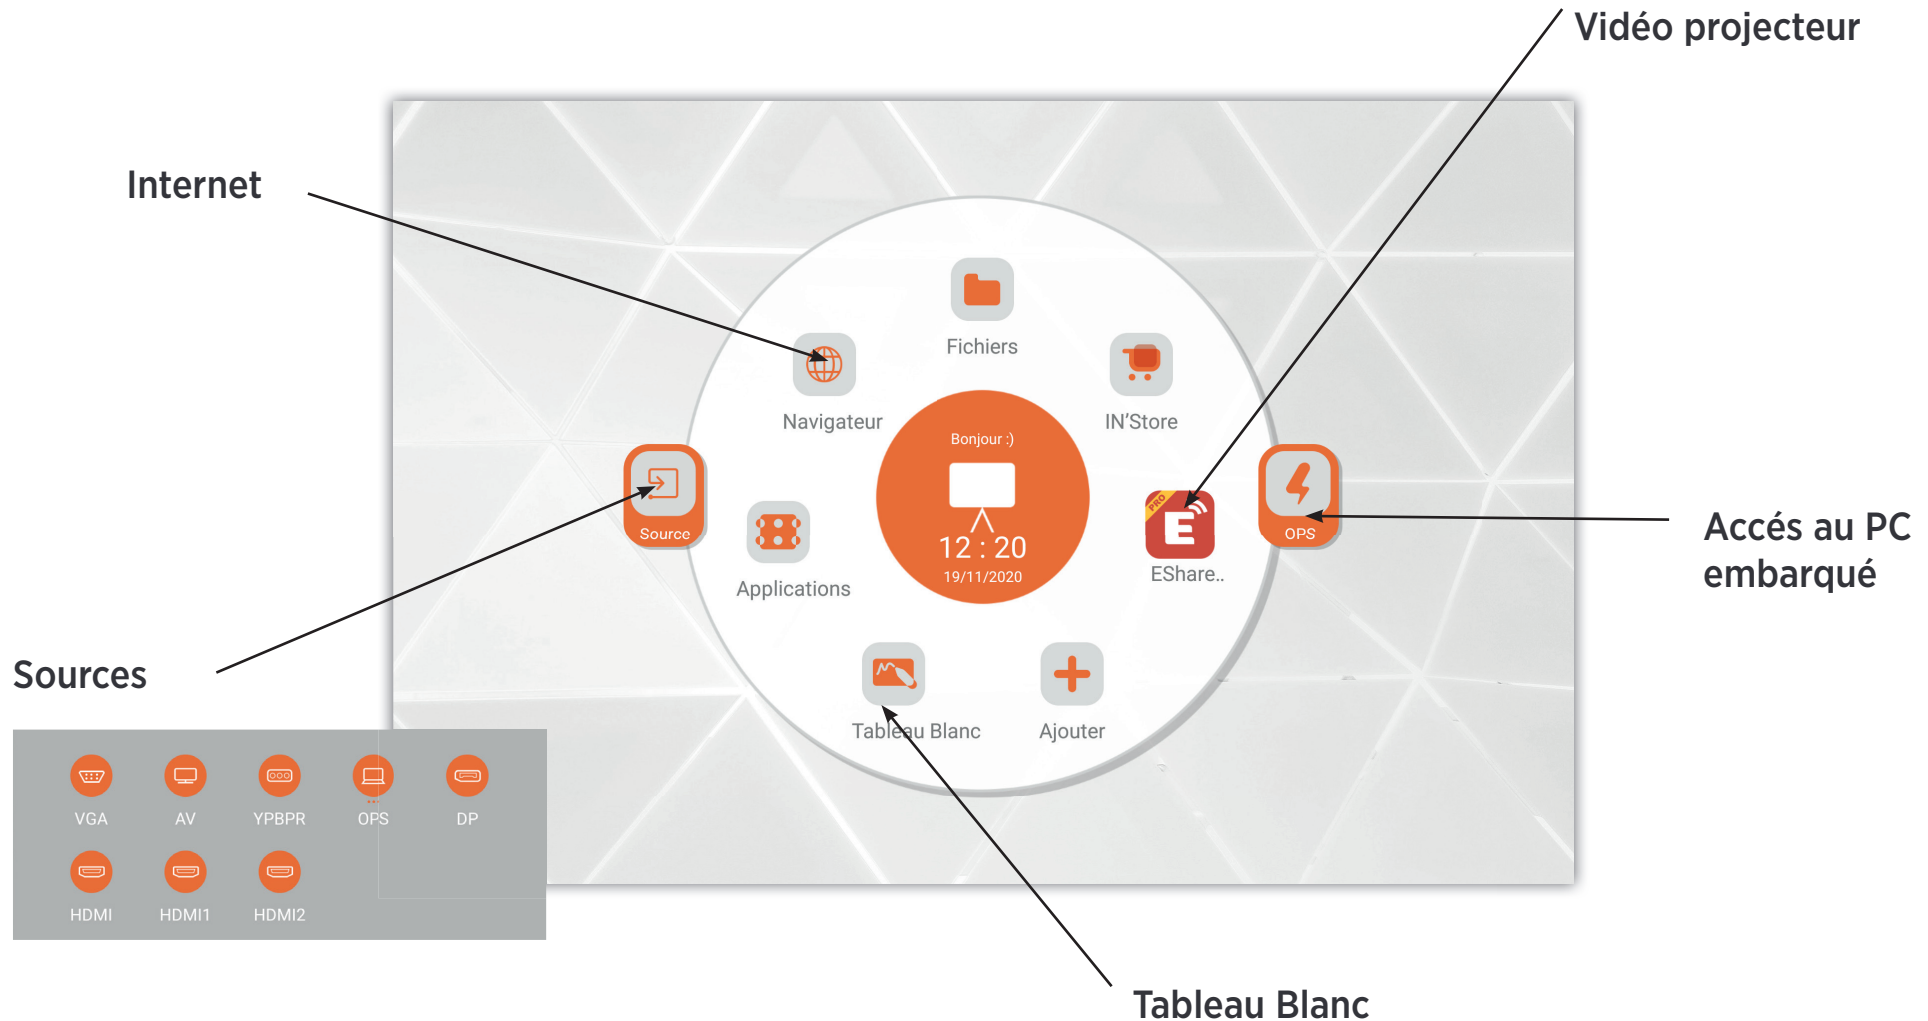 Vidéo projecteur
Internet
Fichiers
Navigateur
IN'Store
Bonjour :)
Source
12 : 20
19/11/2020
PRO
E
EShare..
OPS
Accés au PC
embarqué
Applications
Sources
Tableau Blanc
Ajouter
VGA
AV
YPBPR
OPS
DP
HDMI
HDMI1
HDMI2
Tableau Blanc